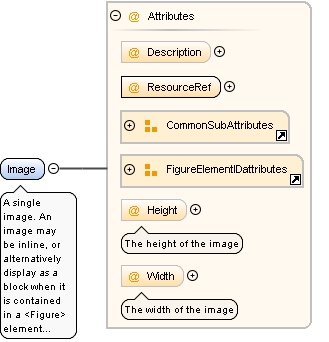 @ Attributes
@ Description
@ ResourceRef
CommonSubAttributes
FigureElementIDattributes
Image
A single
image. An
image may
be inline, or
alternatively
display as a
block when it
is contained
in a <Figure>
element...
@ Height
The height of the image
@ Width
The width of the image